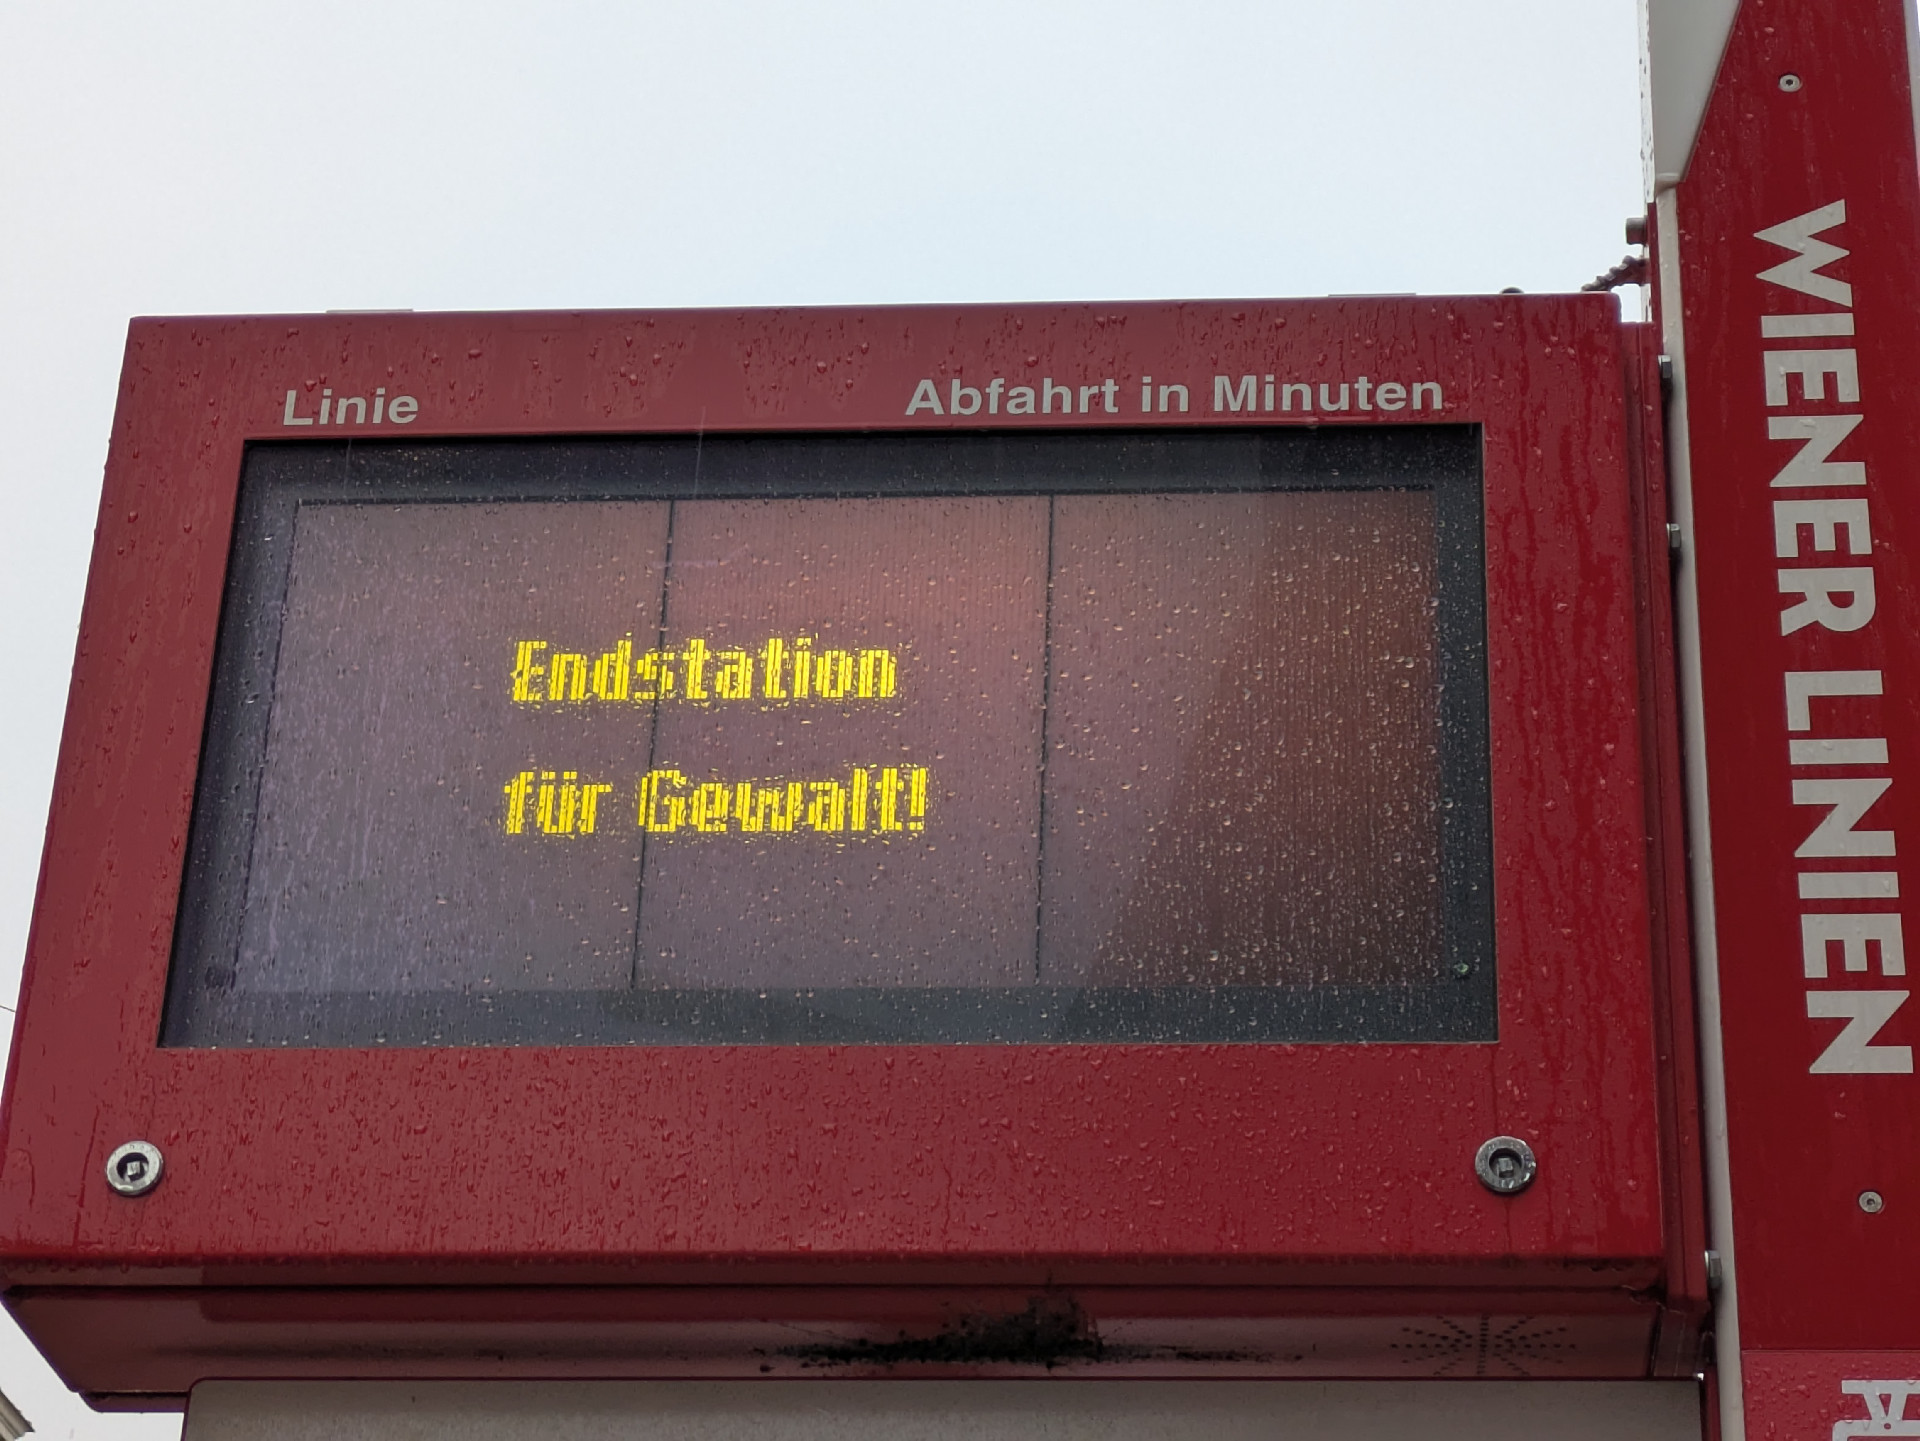 Linie
Abfahrt in Minuten
Endstation
für Gewalt!
WIENER LINIEN